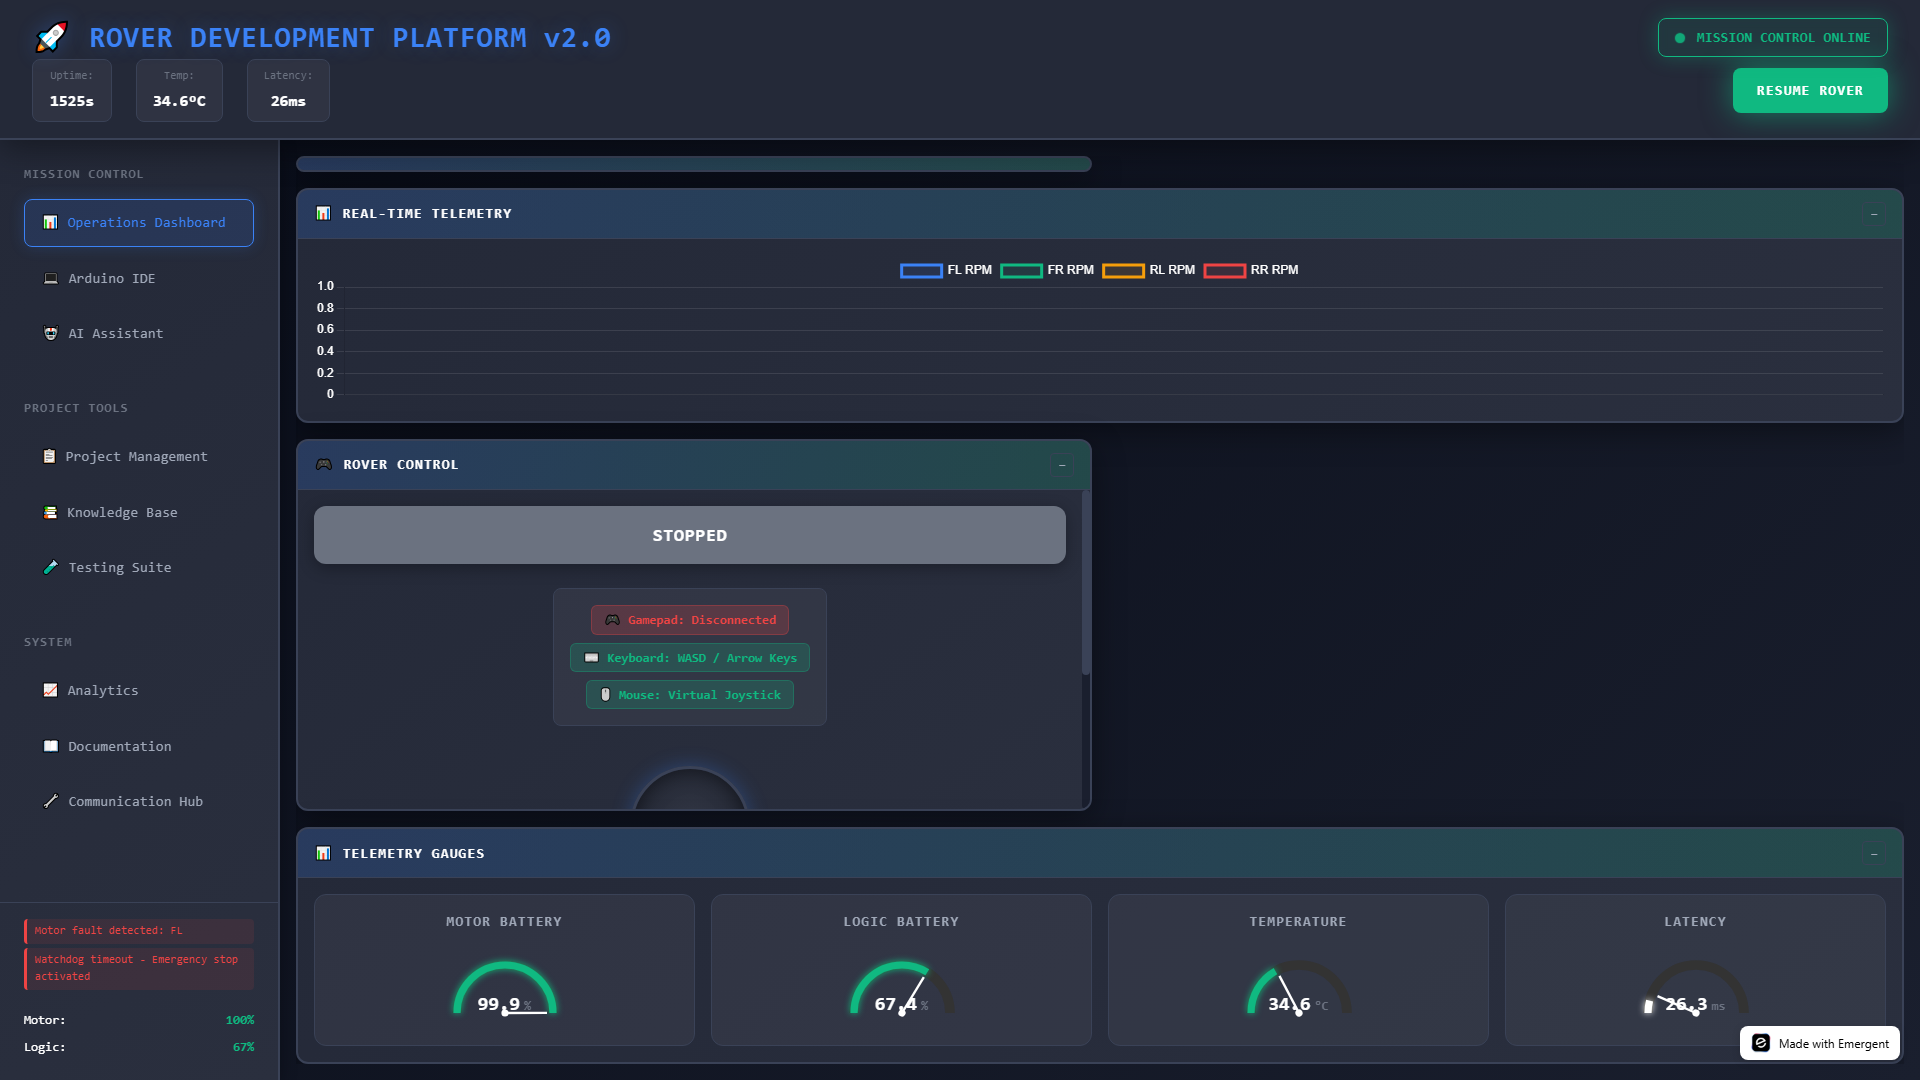 ROVER DEVELOPMENT PLATFORM v2.0
Uptime:
1525s
Temp:
34.6°C
Latency:
26ms
MISSION CONTROL ONLINE
RESUME ROVER
MISSION CONTROL
Operations Dashboard
Arduino IDE
AI Assistant
PROJECT TOOLS
Project Management
Knowledge Base
Testing Suite
SYSTEM
Analytics
Documentation
Communication Hub
Motor fault detected: FL
Watchdog timeout - Emergency stop
activated
Motor: 100%
Logic: 67%
REAL-TIME TELEMETRY
−
FL RPM FR RPM RL RPM RR RPM
1.0
0.8
0.6
0.4
0.2
0
ROVER CONTROL
−
STOPPED
Gamepad: Disconnected
Keyboard: WASD / Arrow Keys
Mouse: Virtual Joystick
TELEMETRY GAUGES
−
MOTOR BATTERY
99.9 %
LOGIC BATTERY
67.4 %
TEMPERATURE
34.6 °C
LATENCY
26.3 ms
Made with Emergent